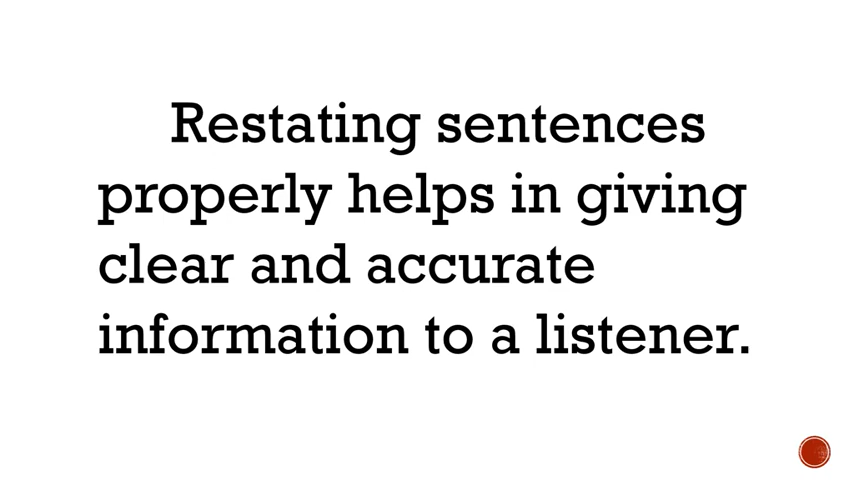 Restating sentences
properly helps in giving
clear and accurate
information to a listener.